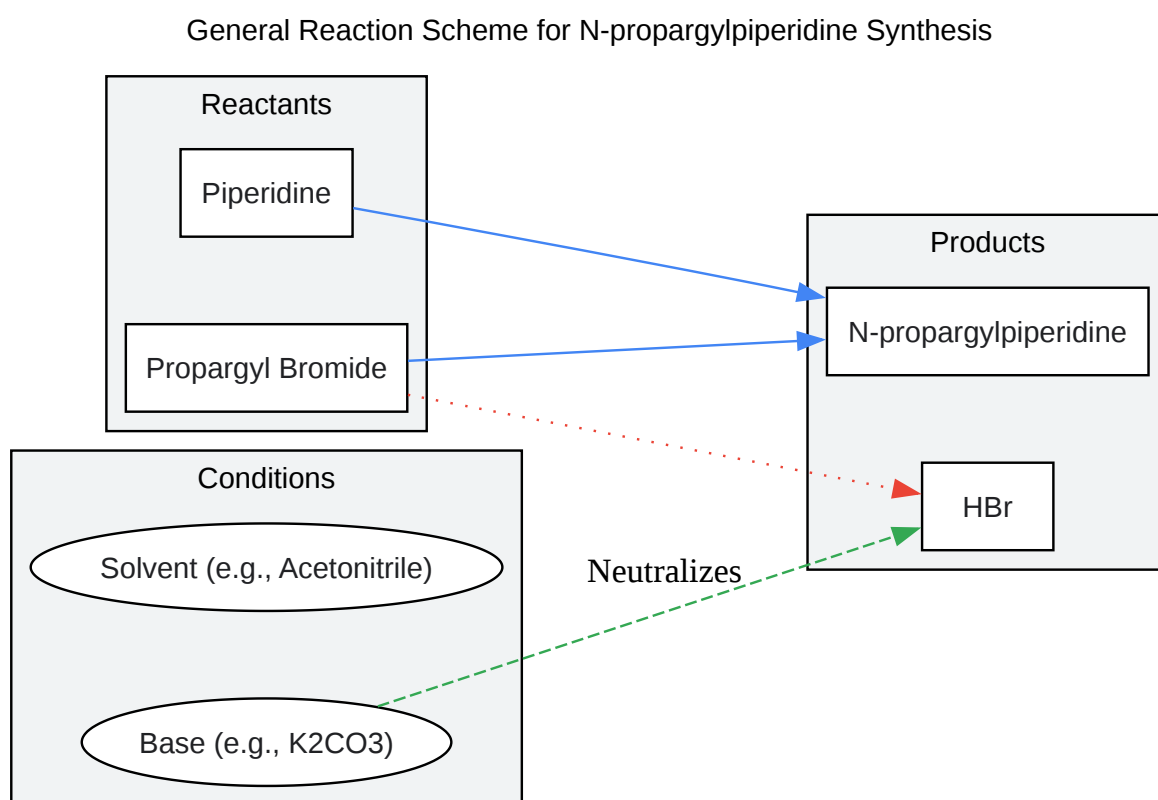 General Reaction Scheme for N-propargylpiperidine Synthesis
Reactants
Piperidine
Propargyl Bromide
Products
N-propargylpiperidine
HBr
Conditions
Solvent (e.g., Acetonitrile)
Base (e.g., K2CO3)
Neutralizes